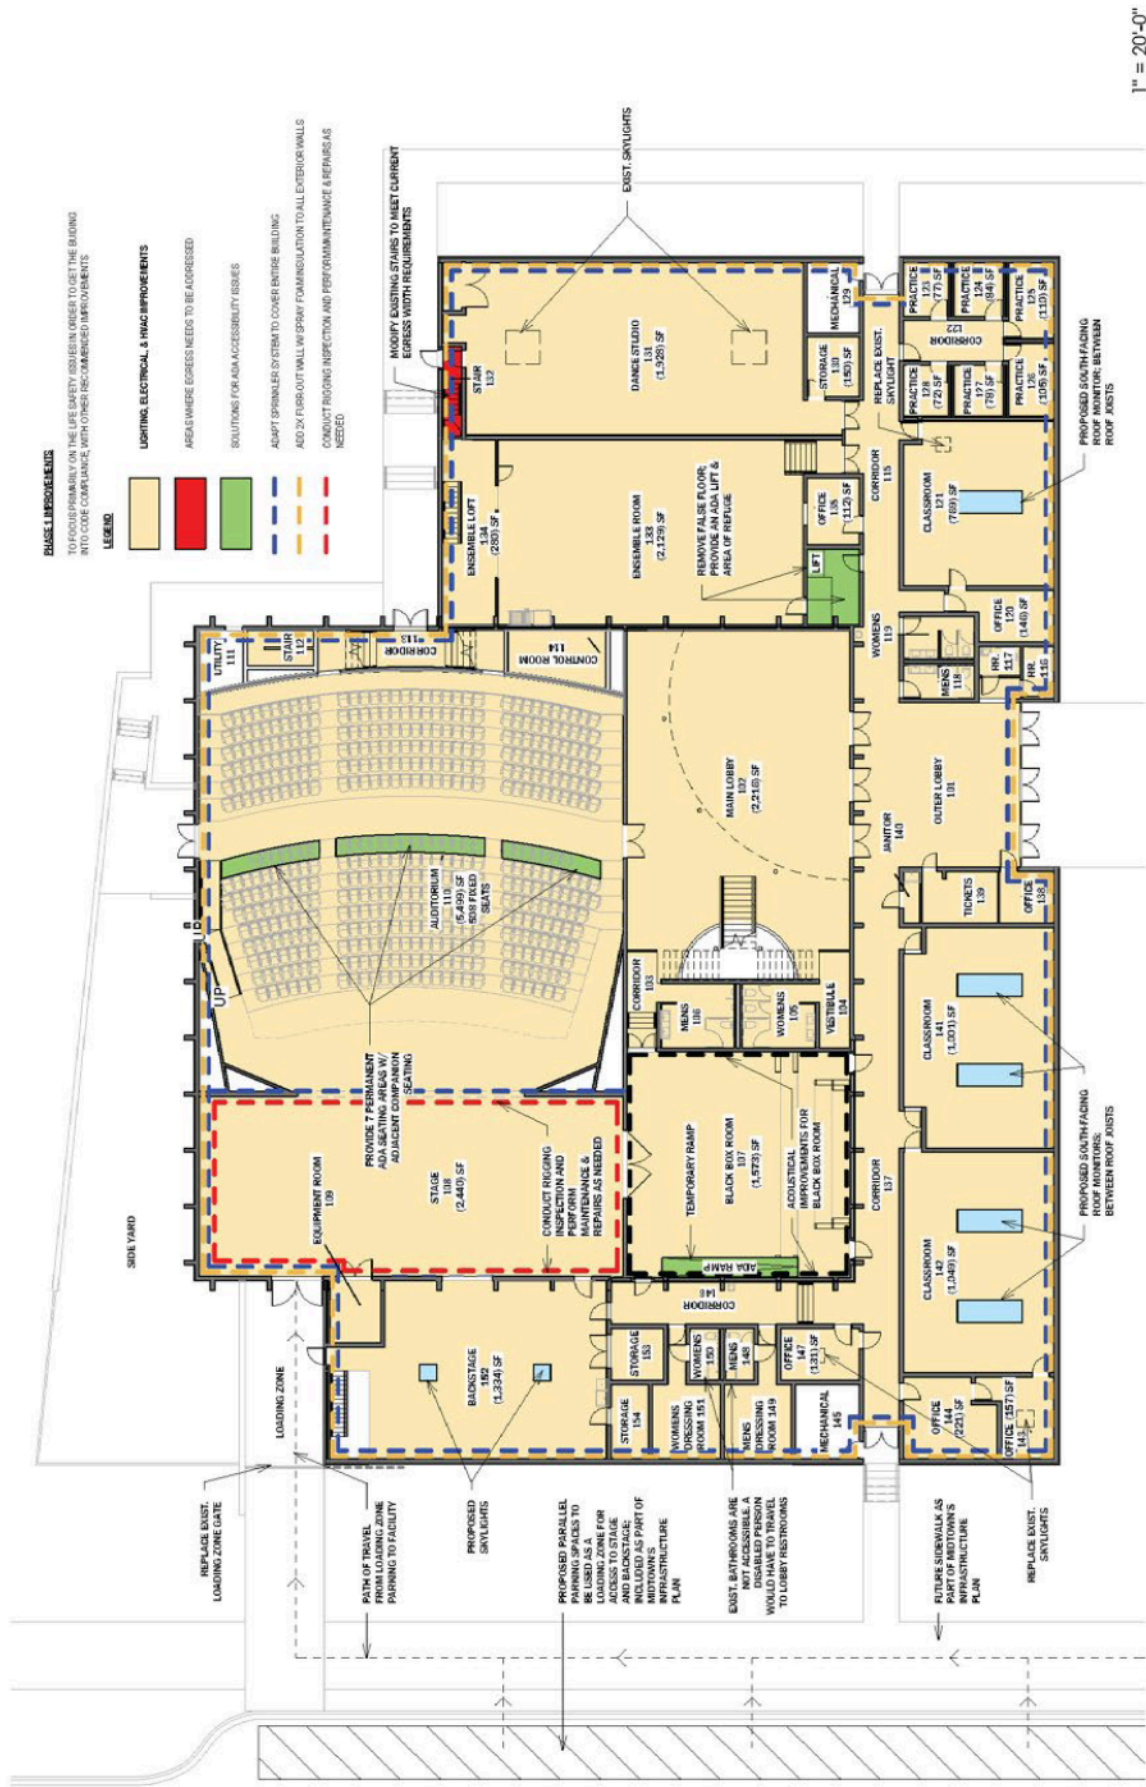 PHASE 1 IMPROVEMENTS
TO FOCUS PRIMARILY ON THE LIFE SAFETY ISSUES IN ORDER TO GET THE BUIDING
INTO CODE COMPLIANCE, WITH OTHER RECOMMENDED IMPROVEMENTS
LEGEND
LIGHTING, ELECTRICAL, & HVAC IMPROVEMENTS
AREAS WHERE EGRESS NEEDS TO BE ADDRESSED
SOLUTIONS FOR ADA ACCESSIBILITY ISSUES
ADAPT SPRINKLER SYSTEM TO COVER ENTIRE BUILDING
ADD 2X FURR-OUT WALL W/ SPRAY FOAM INSULATION TO ALL EXTERIOR WALLS
CONDUCT RIGGING INSPECTION AND PERFORM MAINTENANCE & REPAIRS AS
NEEDED
SIDE YARD
REPLACE EXIST.
LOADING ZONE GATE
LOADING ZONE
PATH OF TRAVEL
FROM LOADING ZONE
PARKING TO FACILITY
PROPOSED
SKYLIGHTS
PROPOSED PARALLEL
PARKING SPACES TO
BE USED AS A
LOADING ZONE FOR
ACCESS TO STAGE
AND BACKSTAGE;
INCLUDED AS PART OF
MIDTOWN'S
INFRASTRUCTURE
PLAN
EXIST. BATHROOMS ARE
NOT ACCESSIBLE. A
DISABLED PERSON
WOULD HAVE TO TRAVEL
TO LOBBY RESTROOMS
FUTURE SIDEWALK AS
PART OF MIDTOWN'S
INFRASTRUCTURE
PLAN
REPLACE EXIST.
SKYLIGHTS
EQUIPMENT ROOM
109
BACKSTAGE
152
(1,334) SF
STORAGE
153
STORAGE
154
WOMENS
150
WOMENS
DRESSING
ROOM 151
MENS
148
MENS
DRESSING
ROOM 149
OFFICE
147
(131) SF
MECHANICAL
145
CORRIDOR
146
OFFICE
144
(221) SF
OFFICE (157) SF
143
STAGE
108
(2,440) SF
CONDUCT RIGGING
INSPECTION AND
PERFORM
MAINTENANCE &
REPAIRS AS NEEDED
PROVIDE 7 PERMANENT
ADA SEATING AREAS W/
ADJACENT COMPANION
SEATING
UP
UP
AUDITORIUM
110
(5,499) SF
508 FIXED
SEATS
UTILITY
111
STAIR
112
CORRIDOR
113
CONTROL ROOM
114
TEMPORARY RAMP
ADA RAMP
BLACK BOX ROOM
107
(1,573) SF
ACOUSTICAL
IMPROVEMENTS FOR
BLACK BOX ROOM
CORRIDOR
103
MENS
106
WOMENS
105
VESTIBULE
104
MAIN LOBBY
102
(2,216) SF
CORRIDOR
137
CLASSROOM
142
(1,049) SF
CLASSROOM
141
(1,001) SF
PROPOSED SOUTH-FACING
ROOF MONITORS;
BETWEEN ROOF JOISTS
JANITOR
140
TICKETS
139
OFFICE
138
OUTER LOBBY
101
MODIFY EXISTING STAIRS TO MEET CURRENT
EGRESS WIDTH REQUIREMENTS
STAIR
132
ENSEMBLE LOFT
134
(280) SF
ENSEMBLE ROOM
133
(2,129) SF
REMOVE FALSE FLOOR;
PROVIDE AN ADA LIFT &
AREA OF REFUGE
LIFT
OFFICE
135
(112) SF
EXIST. SKYLIGHTS
DANCE STUDIO
131
(1,928) SF
STORAGE
130
(150) SF
MECHANICAL
129
CORRIDOR
115
REPLACE EXIST.
SKYLIGHT
WOMENS
119
MENS
118
RR.
117
RR.
116
OFFICE
120
(146) SF
CLASSROOM
121
(789) SF
CORRIDOR
122
PRACTICE
128
(72) SF
PRACTICE
127
(78) SF
PRACTICE
126
(105) SF
PRACTICE
123
(77) SF
PRACTICE
124
(84) SF
PRACTICE
125
(110) SF
PROPOSED SOUTH-FACING
ROOF MONITOR; BETWEEN
ROOF JOISTS
1" = 20'-0"